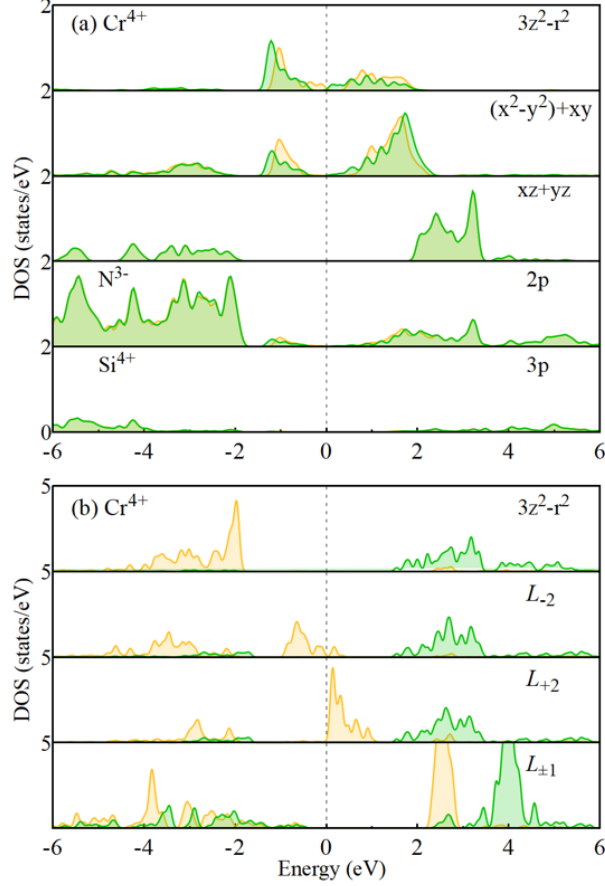 2
(a) Cr⁴⁺ 3z²-r²
2
(x²-y²)+xy
2
xz+yz
2
N³⁻ 2p
2
Si⁴⁺ 3p
0
-6 -4 -2 0 2 4 6
DOS (states/eV)
5
(b) Cr⁴⁺ 3z²-r²
5
L₋₂
5
L₊₂
5
L±₁
-6 -4 -2 0 2 4 6
DOS (states/eV)
Energy (eV)